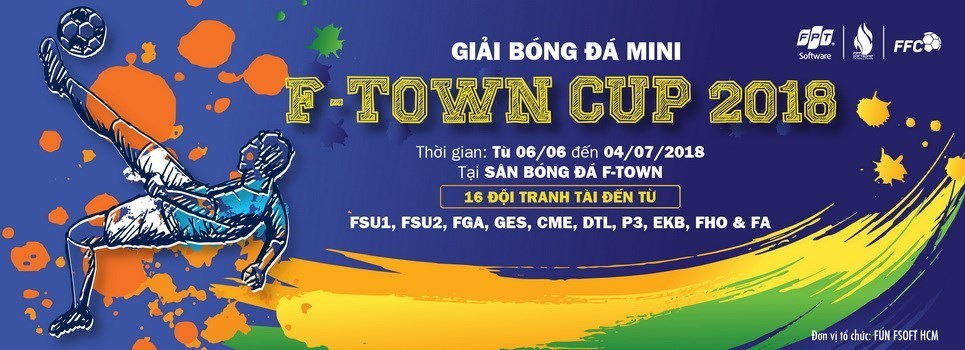 GIẢI BÓNG ĐÁ MINI
F-TOWN CUP 2018
Thời gian: Từ 06/06 đến 04/07/2018
Tại SÂN BÓNG ĐÁ F-TOWN
16 ĐỘI TRANH TÀI ĐẾN TỪ
FSU1, FSU2, FGA, GES, CME, DTL, P3, EKB, FHO & FA
FPT
Software
FFC
Đơn vị tổ chức: FUN FSOFT HCM